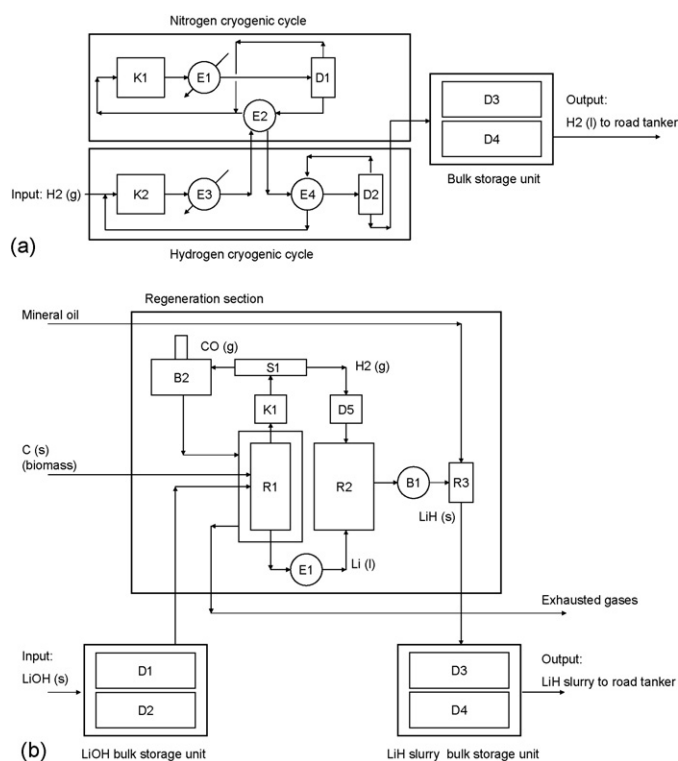 Nitrogen cryogenic cycle
K1
E1
D1
E2
D3
D4
Output:
H2 (l) to road tanker
Bulk storage unit
Input: H2 (g)
K2
E3
E4
D2
(a)
Hydrogen cryogenic cycle
Regeneration section
Mineral oil
CO (g)
S1
H2 (g)
B2
K1
D5
C (s)
(biomass)
R1
R2
B1
R3
LiH (s)
E1
Li (l)
Exhausted gases
Input:
LiOH (s)
D1
D2
D3
D4
Output:
LiH slurry to road tanker
(b)
LiOH bulk storage unit
LiH slurry bulk storage unit